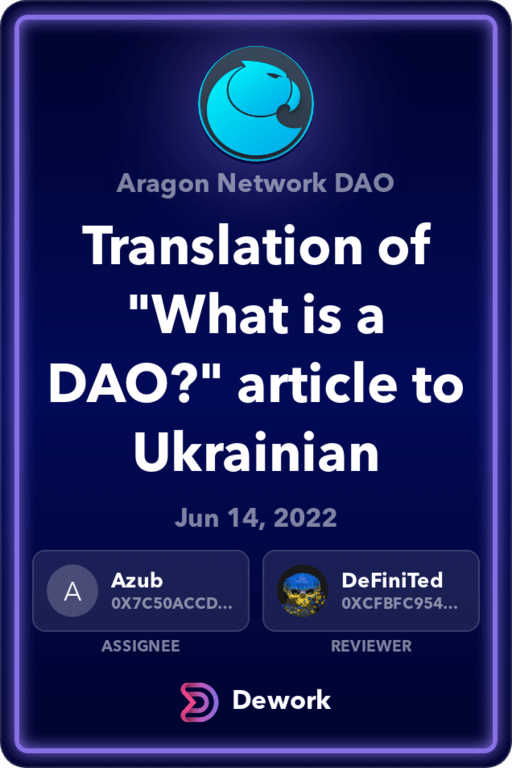 Aragon Network DAO
Translation of
"What is a
DAO?" article to
Ukrainian
Jun 14, 2022
A
Azub
0X7C50ACCD...
DeFiniTed
0XCFBFC954...
ASSIGNEE
REVIEWER
Dework